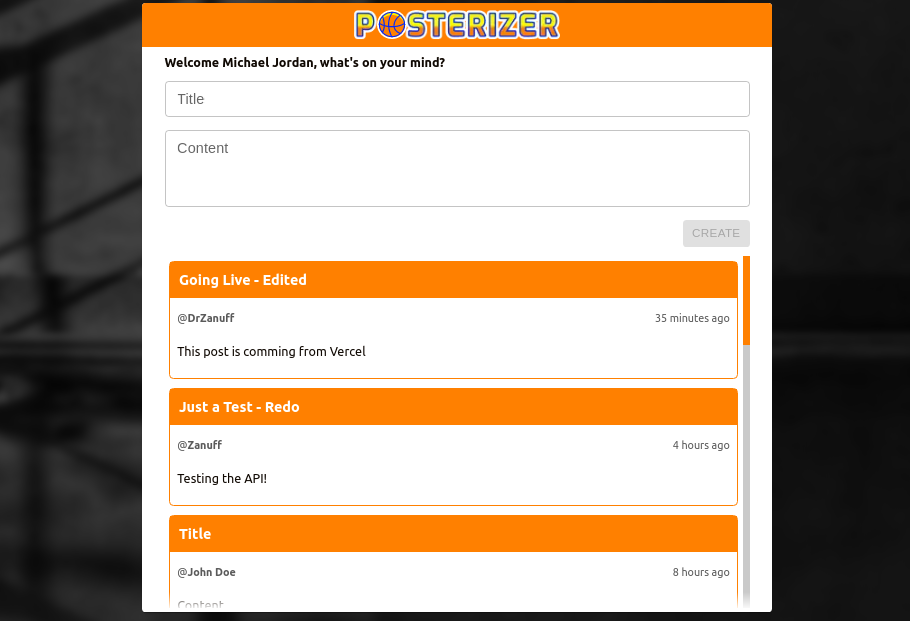 POSTERIZER
Welcome Michael Jordan, what's on your mind?
Title
Content
CREATE
Going Live - Edited
@DrZanuff 35 minutes ago
This post is comming from Vercel
Just a Test - Redo
@Zanuff 4 hours ago
Testing the API!
Title
@John Doe 8 hours ago
Content